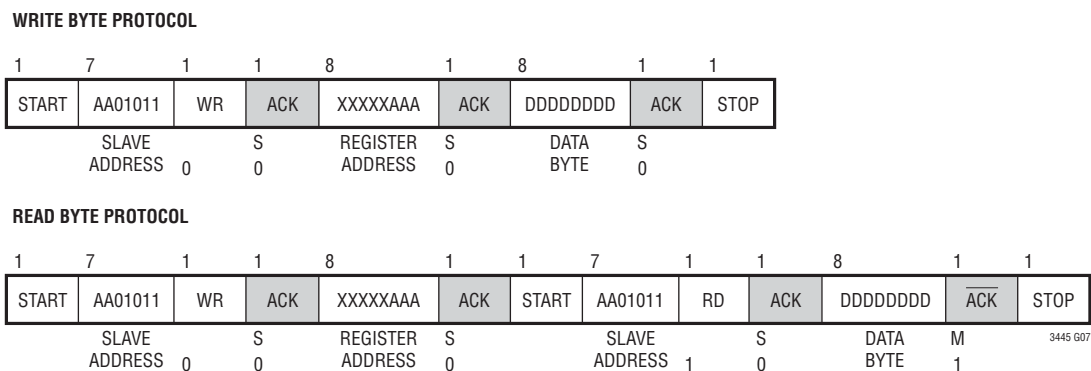 WRITE BYTE PROTOCOL
1 7 1 1 8 1 8 1 1
START AA01011 WR ACK XXXXXAAA ACK DDDDDDDD ACK STOP
SLAVE S REGISTER S DATA S
ADDRESS 0 0 ADDRESS 0 BYTE 0
READ BYTE PROTOCOL
1 7 1 1 8 1 1 7 1 1 8 1 1
START AA01011 WR ACK XXXXXAAA ACK START AA01011 RD ACK DDDDDDDD A̅C̅K̅ STOP
SLAVE S REGISTER S SLAVE S DATA M 3445 G07
ADDRESS 0 0 ADDRESS 0 ADDRESS 1 0 BYTE 1